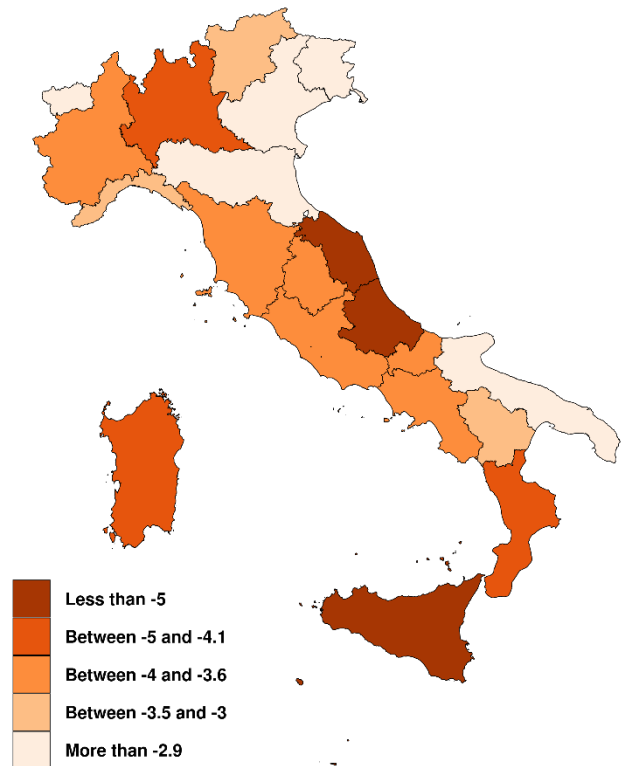 Less than -5
Between -5 and -4.1
Between -4 and -3.6
Between -3.5 and -3
More than -2.9